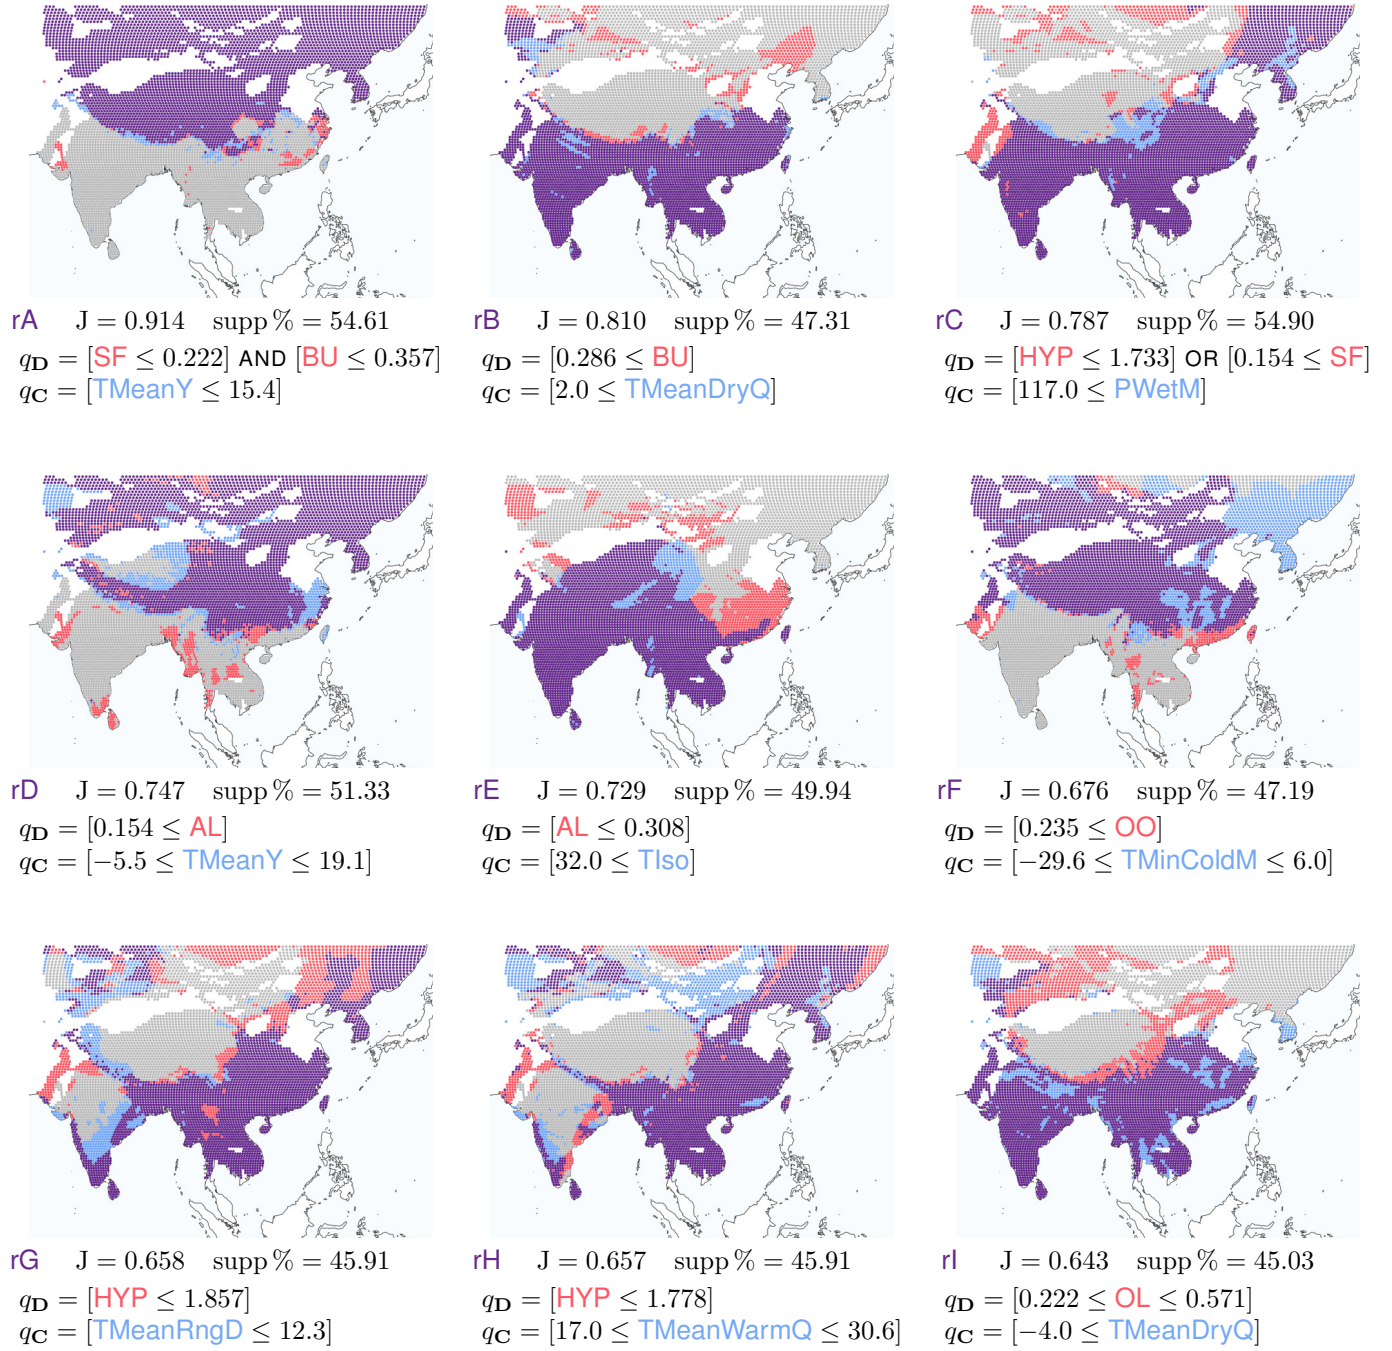 rA J = 0.914 supp % = 54.61
q_D = [SF ≤ 0.222] AND [BU ≤ 0.357]
q_C = [TMeanY ≤ 15.4]
rB J = 0.810 supp % = 47.31
q_D = [0.286 ≤ BU]
q_C = [2.0 ≤ TMeanDryQ]
rC J = 0.787 supp % = 54.90
q_D = [HYP ≤ 1.733] OR [0.154 ≤ SF]
q_C = [117.0 ≤ PWetM]
rD J = 0.747 supp % = 51.33
q_D = [0.154 ≤ AL]
q_C = [−5.5 ≤ TMeanY ≤ 19.1]
rE J = 0.729 supp % = 49.94
q_D = [AL ≤ 0.308]
q_C = [32.0 ≤ TIso]
rF J = 0.676 supp % = 47.19
q_D = [0.235 ≤ OO]
q_C = [−29.6 ≤ TMinColdM ≤ 6.0]
rG J = 0.658 supp % = 45.91
q_D = [HYP ≤ 1.857]
q_C = [TMeanRngD ≤ 12.3]
rH J = 0.657 supp % = 45.91
q_D = [HYP ≤ 1.778]
q_C = [17.0 ≤ TMeanWarmQ ≤ 30.6]
rI J = 0.643 supp % = 45.03
q_D = [0.222 ≤ OL ≤ 0.571]
q_C = [−4.0 ≤ TMeanDryQ]